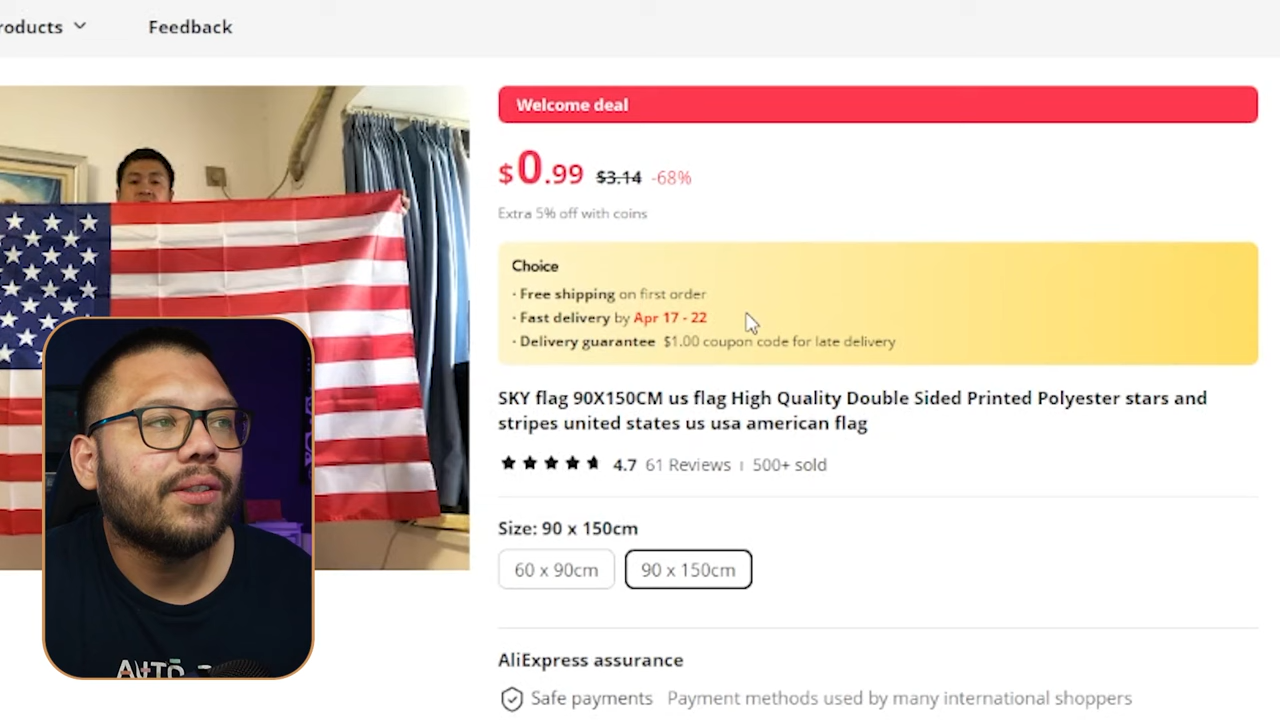 roducts
Feedback
Welcome deal
$0.99 $3.14 -68%
Extra 5% off with coins
Choice
· Free shipping on first order
· Fast delivery by Apr 17 - 22
· Delivery guarantee $1.00 coupon code for late delivery
SKY flag 90X150CM us flag High Quality Double Sided Printed Polyester stars and
stripes united states us usa american flag
4.7 61 Reviews | 500+ sold
Size: 90 x 150cm
60 x 90cm
90 x 150cm
AliExpress assurance
Safe payments Payment methods used by many international shoppers